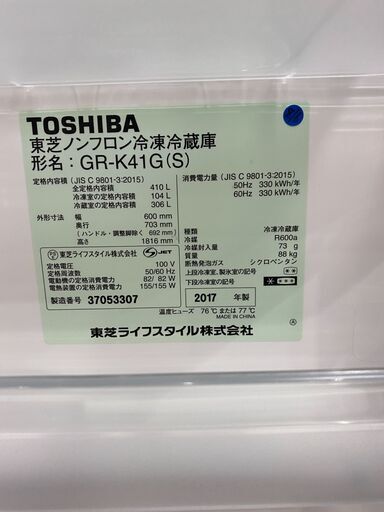 TOSHIBA
東芝ノンフロン冷凍冷蔵庫
形名：GR-K41G(S)
定格内容積 (JIS C 9801-3:2015)
全定格内容積 410 L
冷凍室の定格内容積 104 L
冷蔵室の定格内容積 306 L
外形寸法 幅 600 mm
奥行 703 mm
(ハンドル・調整脚除く 692 mm)
高さ 1816 mm
東芝ライフスタイル株式会社 S-JET
定格電圧 100 V
定格周波数 50/60 Hz
電動機の定格消費電力 82/ 82 W
電熱装置の定格消費電力 155/155 W
製造番号 37053307
消費電力量 (JIS C 9801-3:2015)
50Hz 330 kWh/年
60Hz 330 kWh/年
種類 冷凍冷蔵庫
冷媒 R600a
冷媒封入量 73 g
質量 88 kg
断熱発泡ガス シクロペンタン
上段冷凍室、製氷室の記号
下段冷凍室の記号
2017 年製
温度ヒューズ 76℃ または 77℃
MADE IN CHINA
東芝ライフスタイル株式会社
A